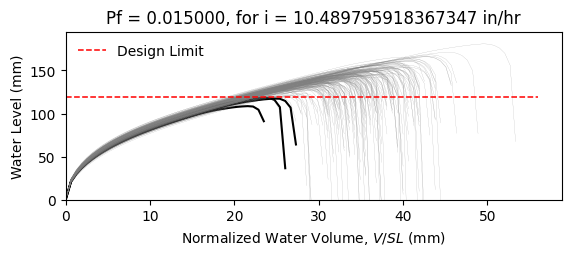 Pf = 0.015000, for i = 10.489795918367347 in/hr
Design Limit
Water Level (mm)
150
100
50
0
0 10 20 30 40 50
Normalized Water Volume, V/SL (mm)